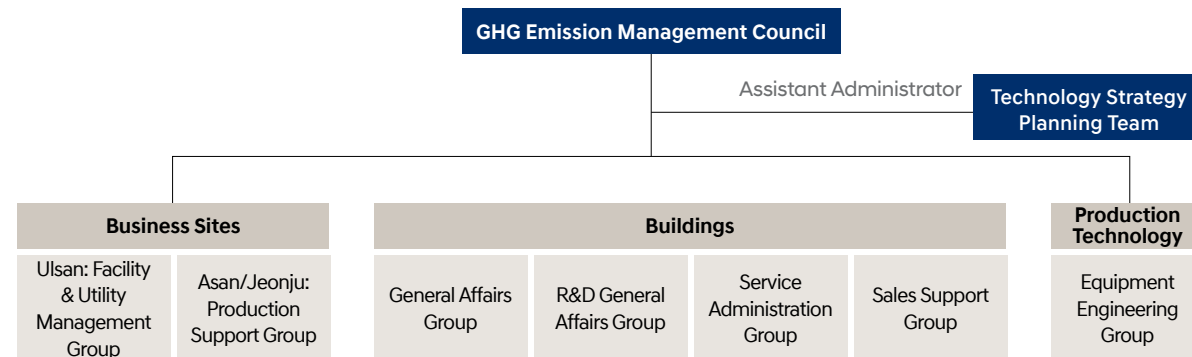 GHG Emission Management Council
Assistant Administrator
Technology Strategy
Planning Team
Business Sites
Buildings
Production
Technology
Ulsan: Facility
& Utility
Management
Group
Asan/Jeonju:
Production
Support Group
General Affairs
Group
R&D General
Affairs Group
Service
Administration
Group
Sales Support
Group
Equipment
Engineering
Group